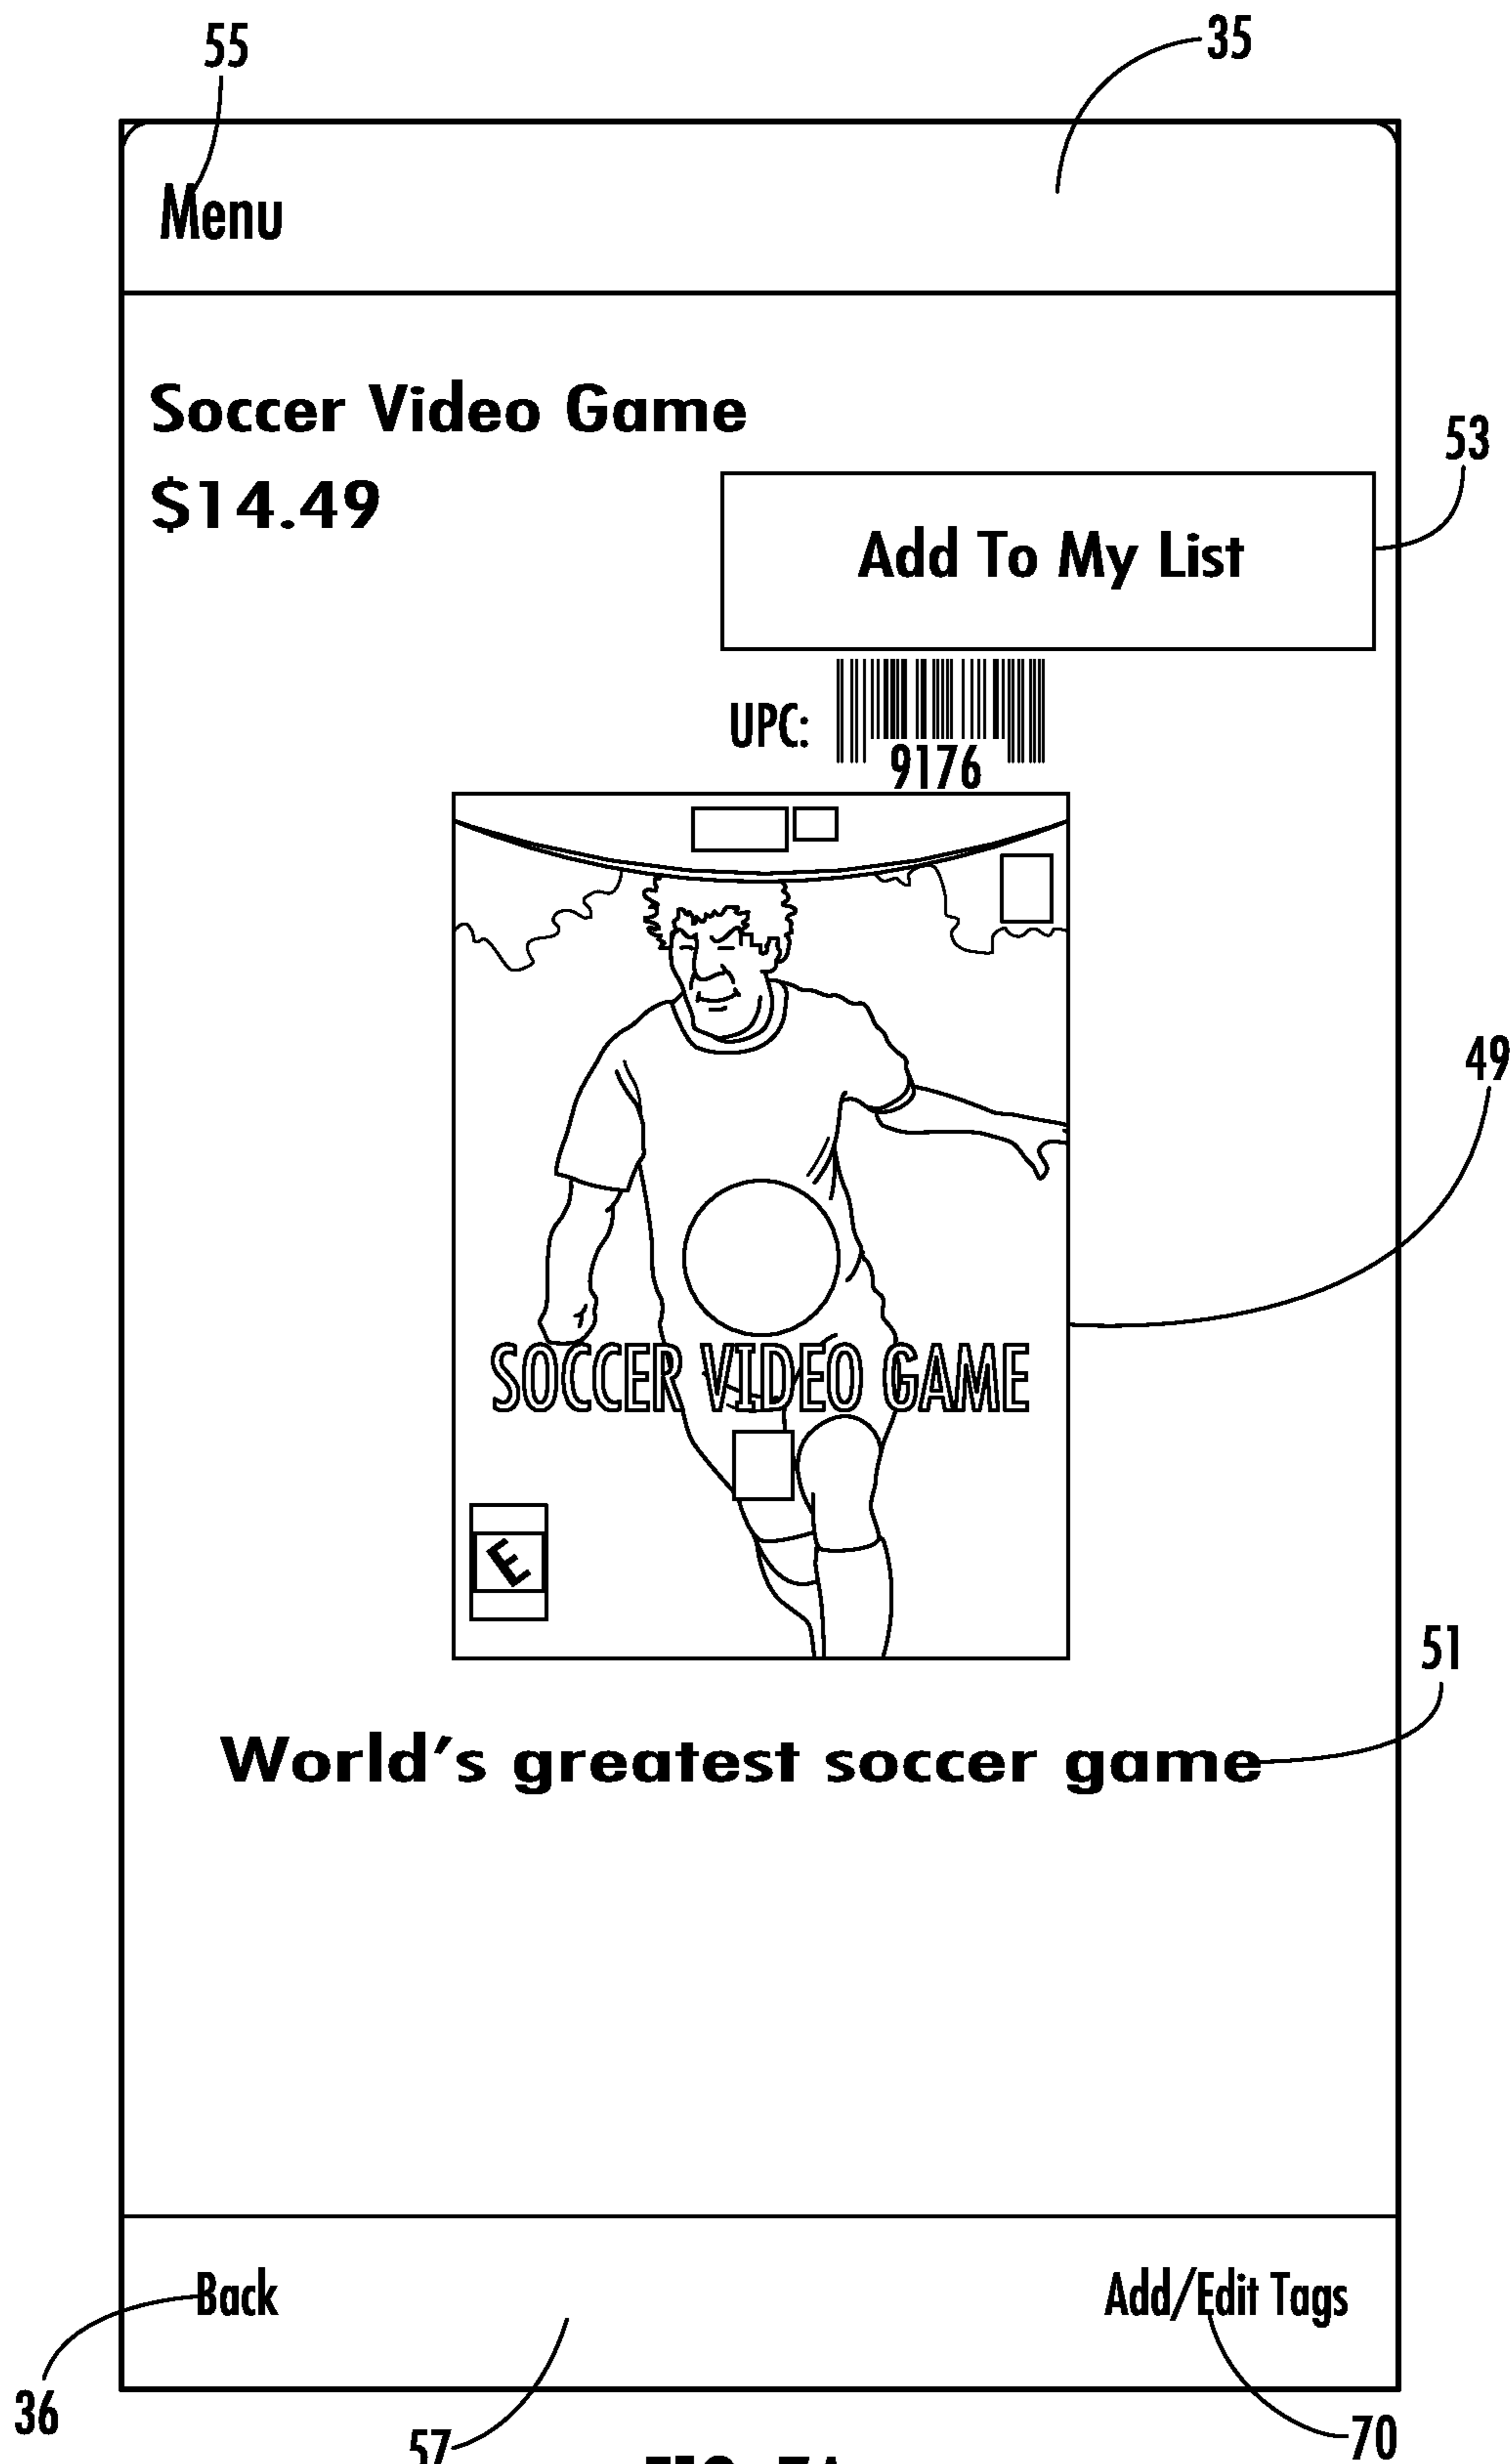 55
35
Menu
Soccer Video Game
53
$14.49
Add To My List
UPC:
9176
49
SOCCER VIDEO GAME
E
51
World's greatest soccer game
Back
Add/Edit Tags
36
57
70